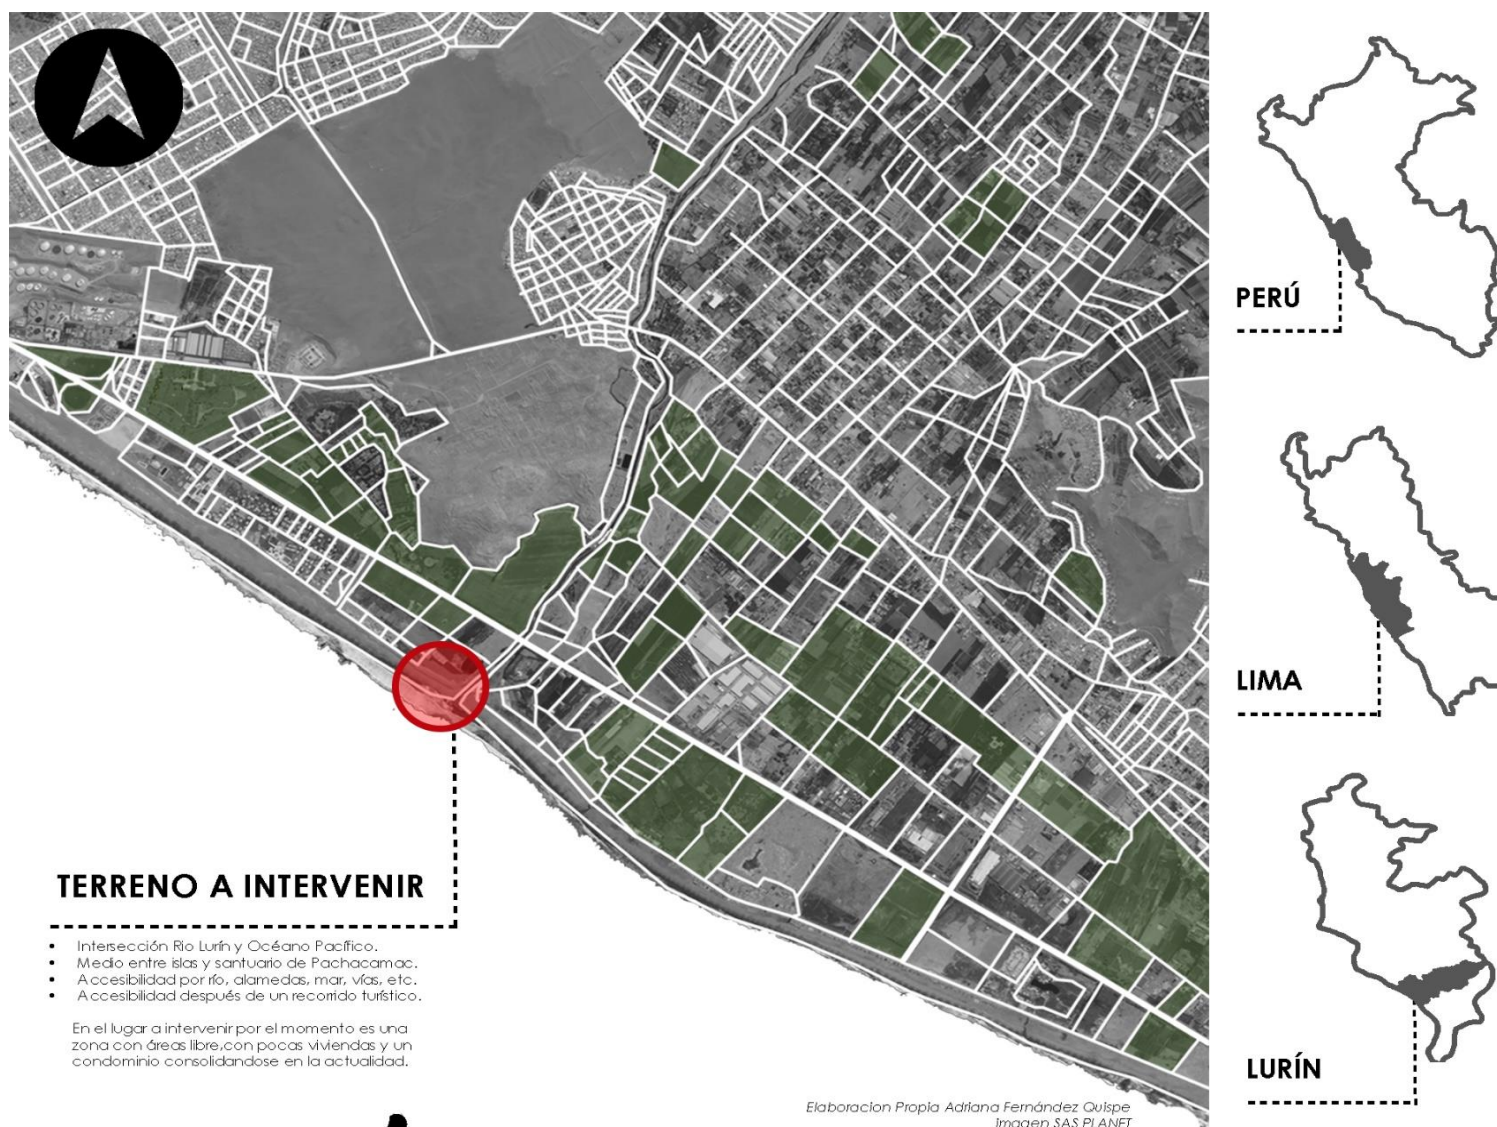 PERÚ
LIMA
LURÍN
TERRENO A INTERVENIR
• Intersección Rio Lurín y Océano Pacífico.
• Medio entre islas y santuario de Pachacamac.
• Accesibilidad por río, alamedas, mar, vías, etc.
• Accesibilidad después de un recorrido turístico.
En el lugar a intervenir por el momento es una
zona con áreas libre,con pocas viviendas y un
condominio consolidandose en la actualidad.
Elaboracion Propia Adriana Fernández Quispe
Imagen SAS PLANET